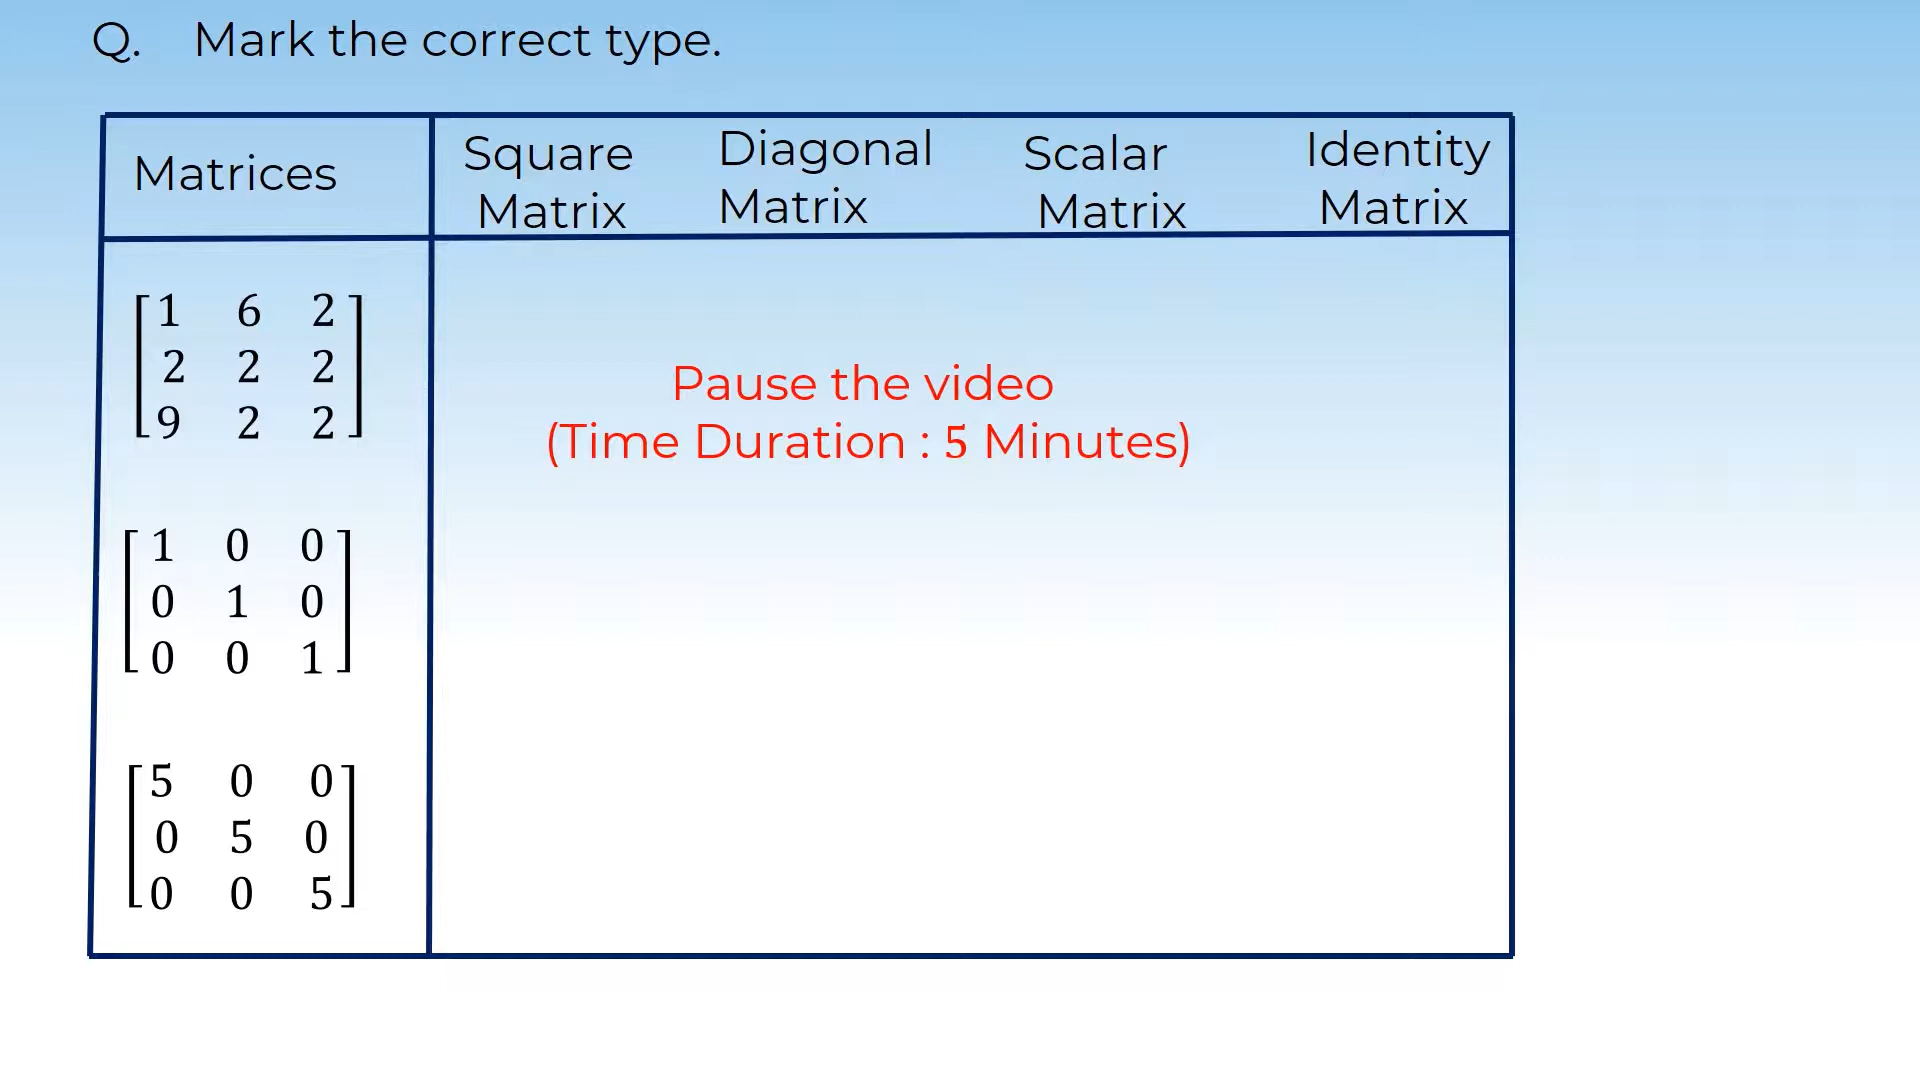 Q. Mark the correct type.
Matrices
Square Matrix
Diagonal Matrix
Scalar Matrix
Identity Matrix
1 6 2
2 2 2
9 2 2
Pause the video
(Time Duration : 5 Minutes)
1 0 0
0 1 0
0 0 1
5 0 0
0 5 0
0 0 5